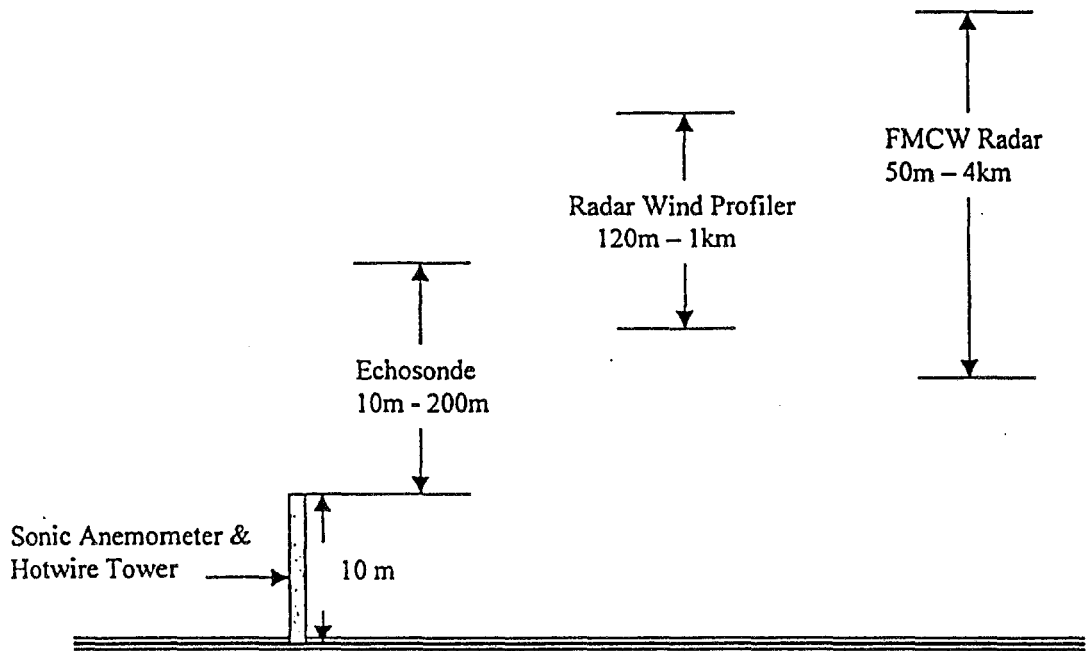 FMCW Radar
50m – 4km
Radar Wind Profiler
120m – 1km
Echosonde
10m - 200m
Sonic Anemometer &
Hotwire Tower
10 m